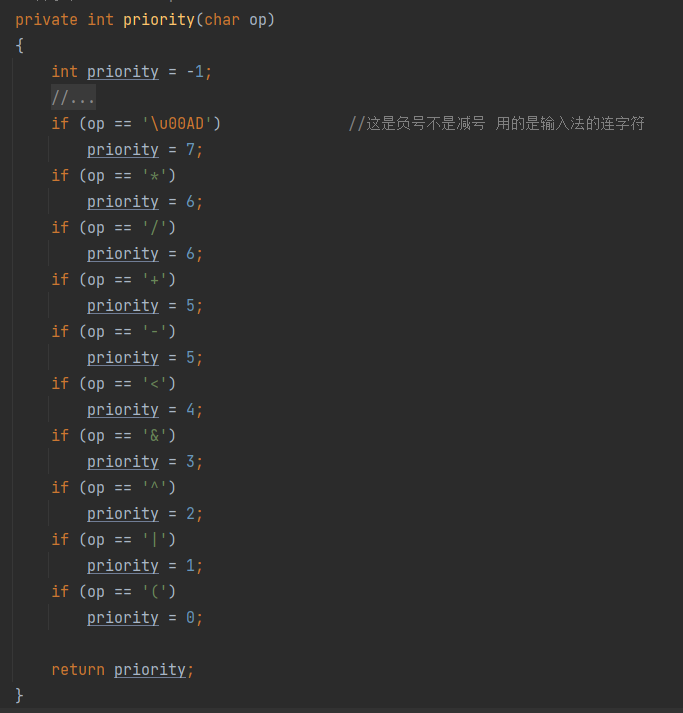 private int priority(char op)
{
    int priority = -1;
    //...
    if (op == '\u00AD')              //这是负号不是减号 用的是输入法的连字符
        priority = 7;
    if (op == '*')
        priority = 6;
    if (op == '/')
        priority = 6;
    if (op == '+')
        priority = 5;
    if (op == '-')
        priority = 5;
    if (op == '<')
        priority = 4;
    if (op == '&')
        priority = 3;
    if (op == '^')
        priority = 2;
    if (op == '|')
        priority = 1;
    if (op == '(')
        priority = 0;
    return priority;
}